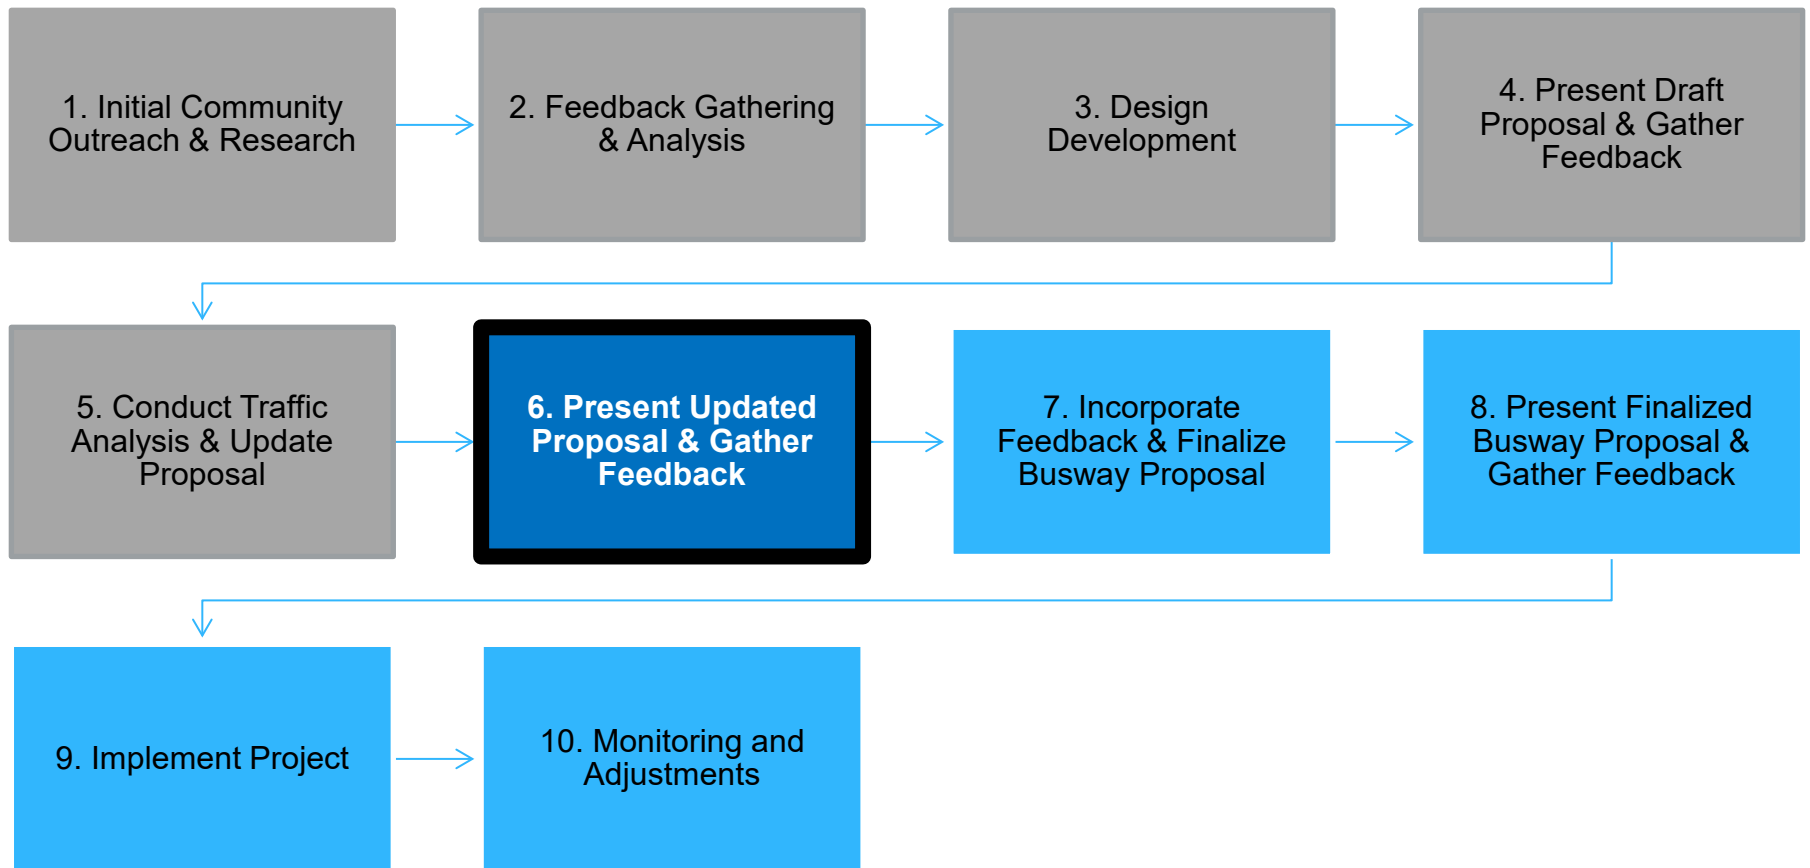 1. Initial Community
Outreach & Research
2. Feedback Gathering
& Analysis
3. Design
Development
4. Present Draft
Proposal & Gather
Feedback
5. Conduct Traffic
Analysis & Update
Proposal
6. Present Updated
Proposal & Gather
Feedback
7. Incorporate
Feedback & Finalize
Busway Proposal
8. Present Finalized
Busway Proposal &
Gather Feedback
9. Implement Project
10. Monitoring and
Adjustments